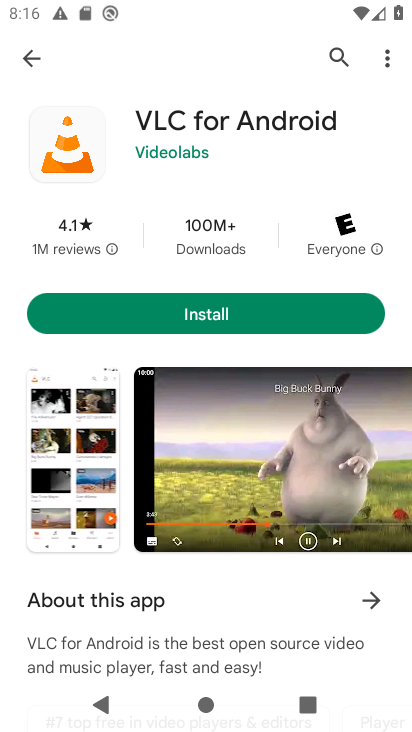 8:16
VLC for Android
Videolabs
4.1★
1M reviews
100M+
Downloads
E
Everyone
Install
VLC
10:00
Big Buck Bunny
3:43
About this app
VLC for Android is the best open source video
and music player, fast and easy!
#7 top free in video players & editors
Player